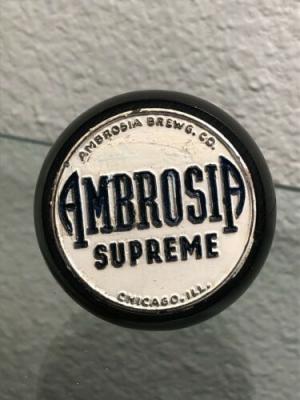 AMBROSIA BREWG. CO.
AMBROSIA
SUPREME
CHICAGO, ILL.